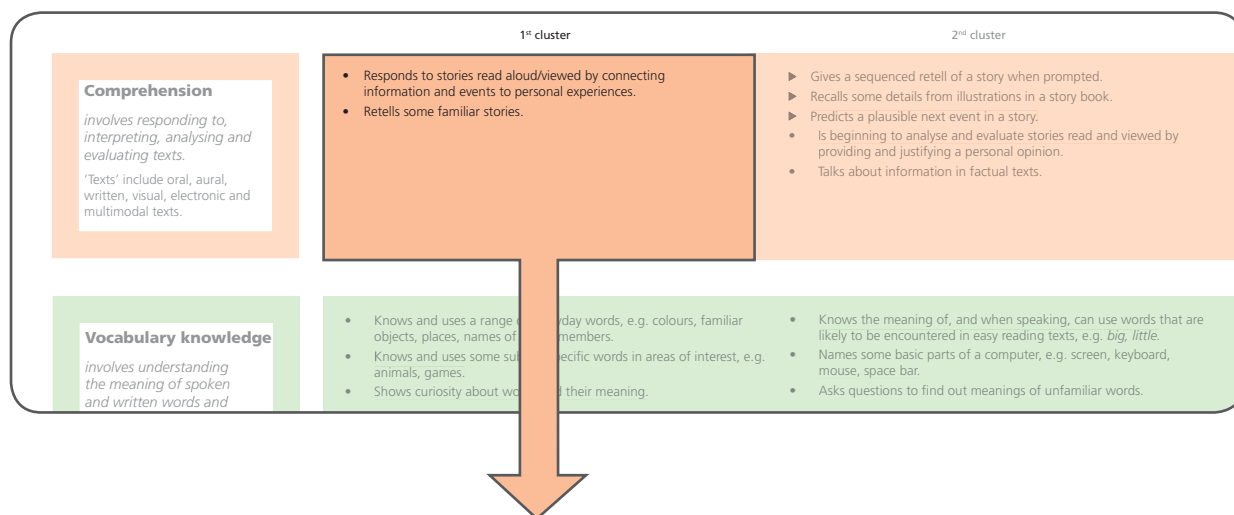 1st cluster
2nd cluster
Comprehension
involves responding to,
interpreting, analysing and
evaluating texts.
'Texts' include oral, aural,
written, visual, electronic and
multimodal texts.
• Responds to stories read aloud/viewed by connecting
information and events to personal experiences.
• Retells some familiar stories.
▶ Gives a sequenced retell of a story when prompted.
▶ Recalls some details from illustrations in a story book.
▶ Predicts a plausible next event in a story.
• Is beginning to analyse and evaluate stories read and viewed by
providing and justifying a personal opinion.
• Talks about information in factual texts.
Vocabulary knowledge
involves understanding
the meaning of spoken
and written words and
• Knows and uses a range yday words, e.g. colours, familiar
objects, places, names of members.
• Knows and uses some pecific words in areas of interest, e.g.
animals, games.
• Shows curiosity about their meaning.
• Knows the meaning of, and when speaking, can use words that are
likely to be encountered in easy reading texts, e.g. big, little.
• Names some basic parts of a computer, e.g. screen, keyboard,
mouse, space bar.
• Asks questions to find out meanings of unfamiliar words.